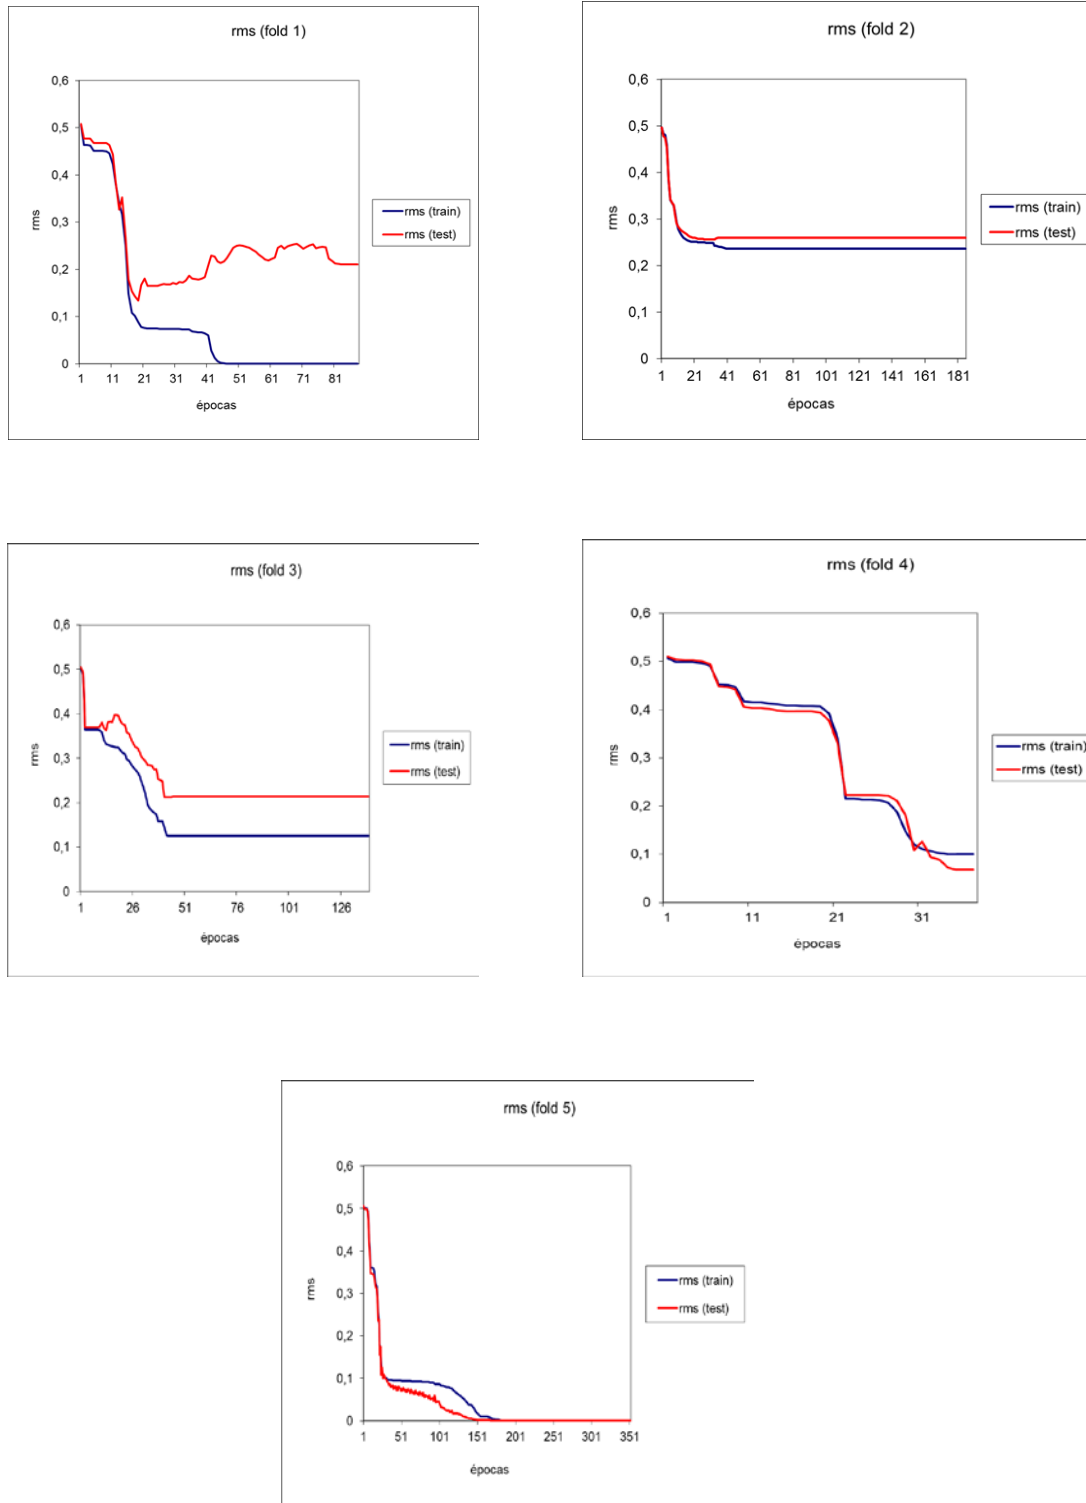 rms (fold 1)
0,6
0,5
0,4
0,3
0,2
0,1
0
rms
1 11 21 31 41 51 61 71 81
épocas
rms (train)
rms (test)
rms (fold 2)
0,6
0,5
0,4
0,3
0,2
0,1
0
rms
1 21 41 61 81 101 121 141 161 181
épocas
rms (train)
rms (test)
rms (fold 3)
0,6
0,5
0,4
0,3
0,2
0,1
0
rms
1 26 51 76 101 126
épocas
rms (train)
rms (test)
rms (fold 4)
0,6
0,5
0,4
0,3
0,2
0,1
0
rms
1 11 21 31
épocas
rms (train)
rms (test)
rms (fold 5)
0,6
0,5
0,4
0,3
0,2
0,1
0
rms
1 51 101 151 201 251 301 351
épocas
rms (train)
rms (test)